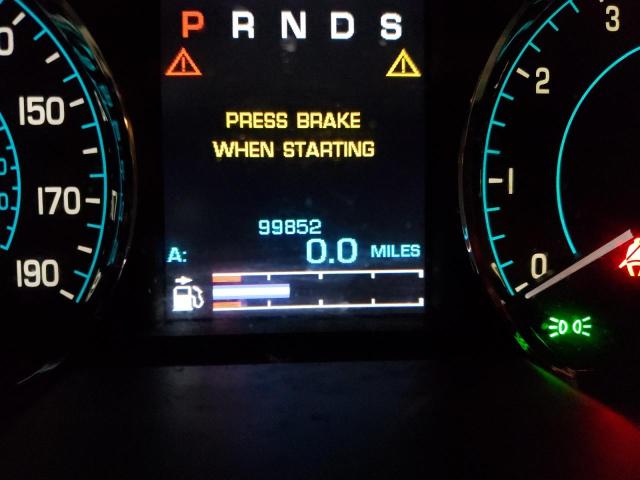 P R N D S
PRESS BRAKE
WHEN STARTING
99852
A: 0.0 MILES
150
170
190
3
2
1
0